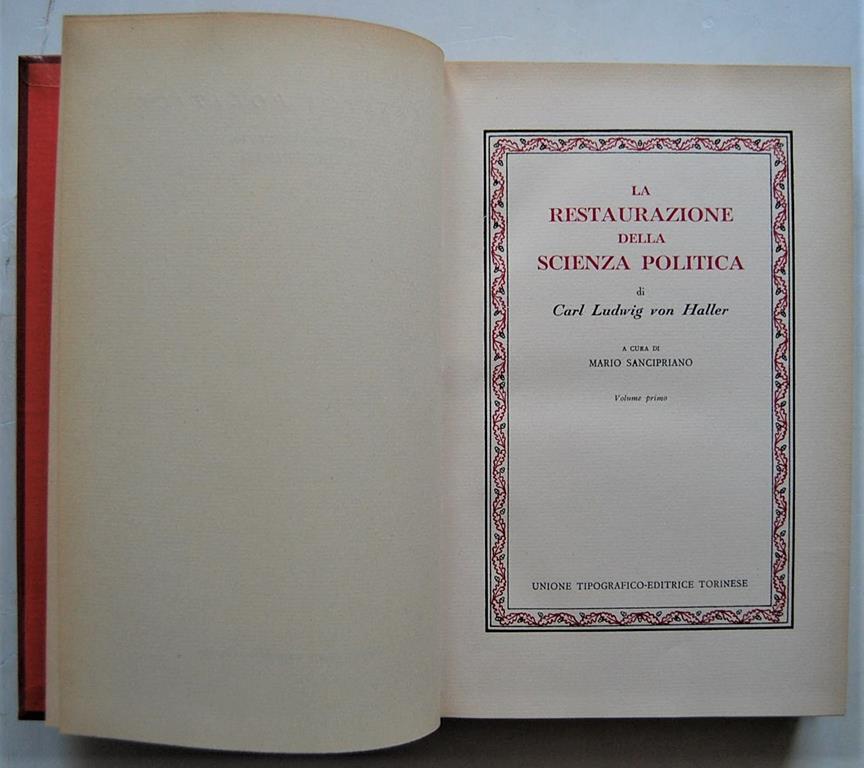 LA
RESTAURAZIONE
DELLA
SCIENZA POLITICA
di
Carl Ludwig von Haller
A CURA DI
MARIO SANCIPRIANO
Volume primo
UNIONE TIPOGRAFICO-EDITRICE TORINESE